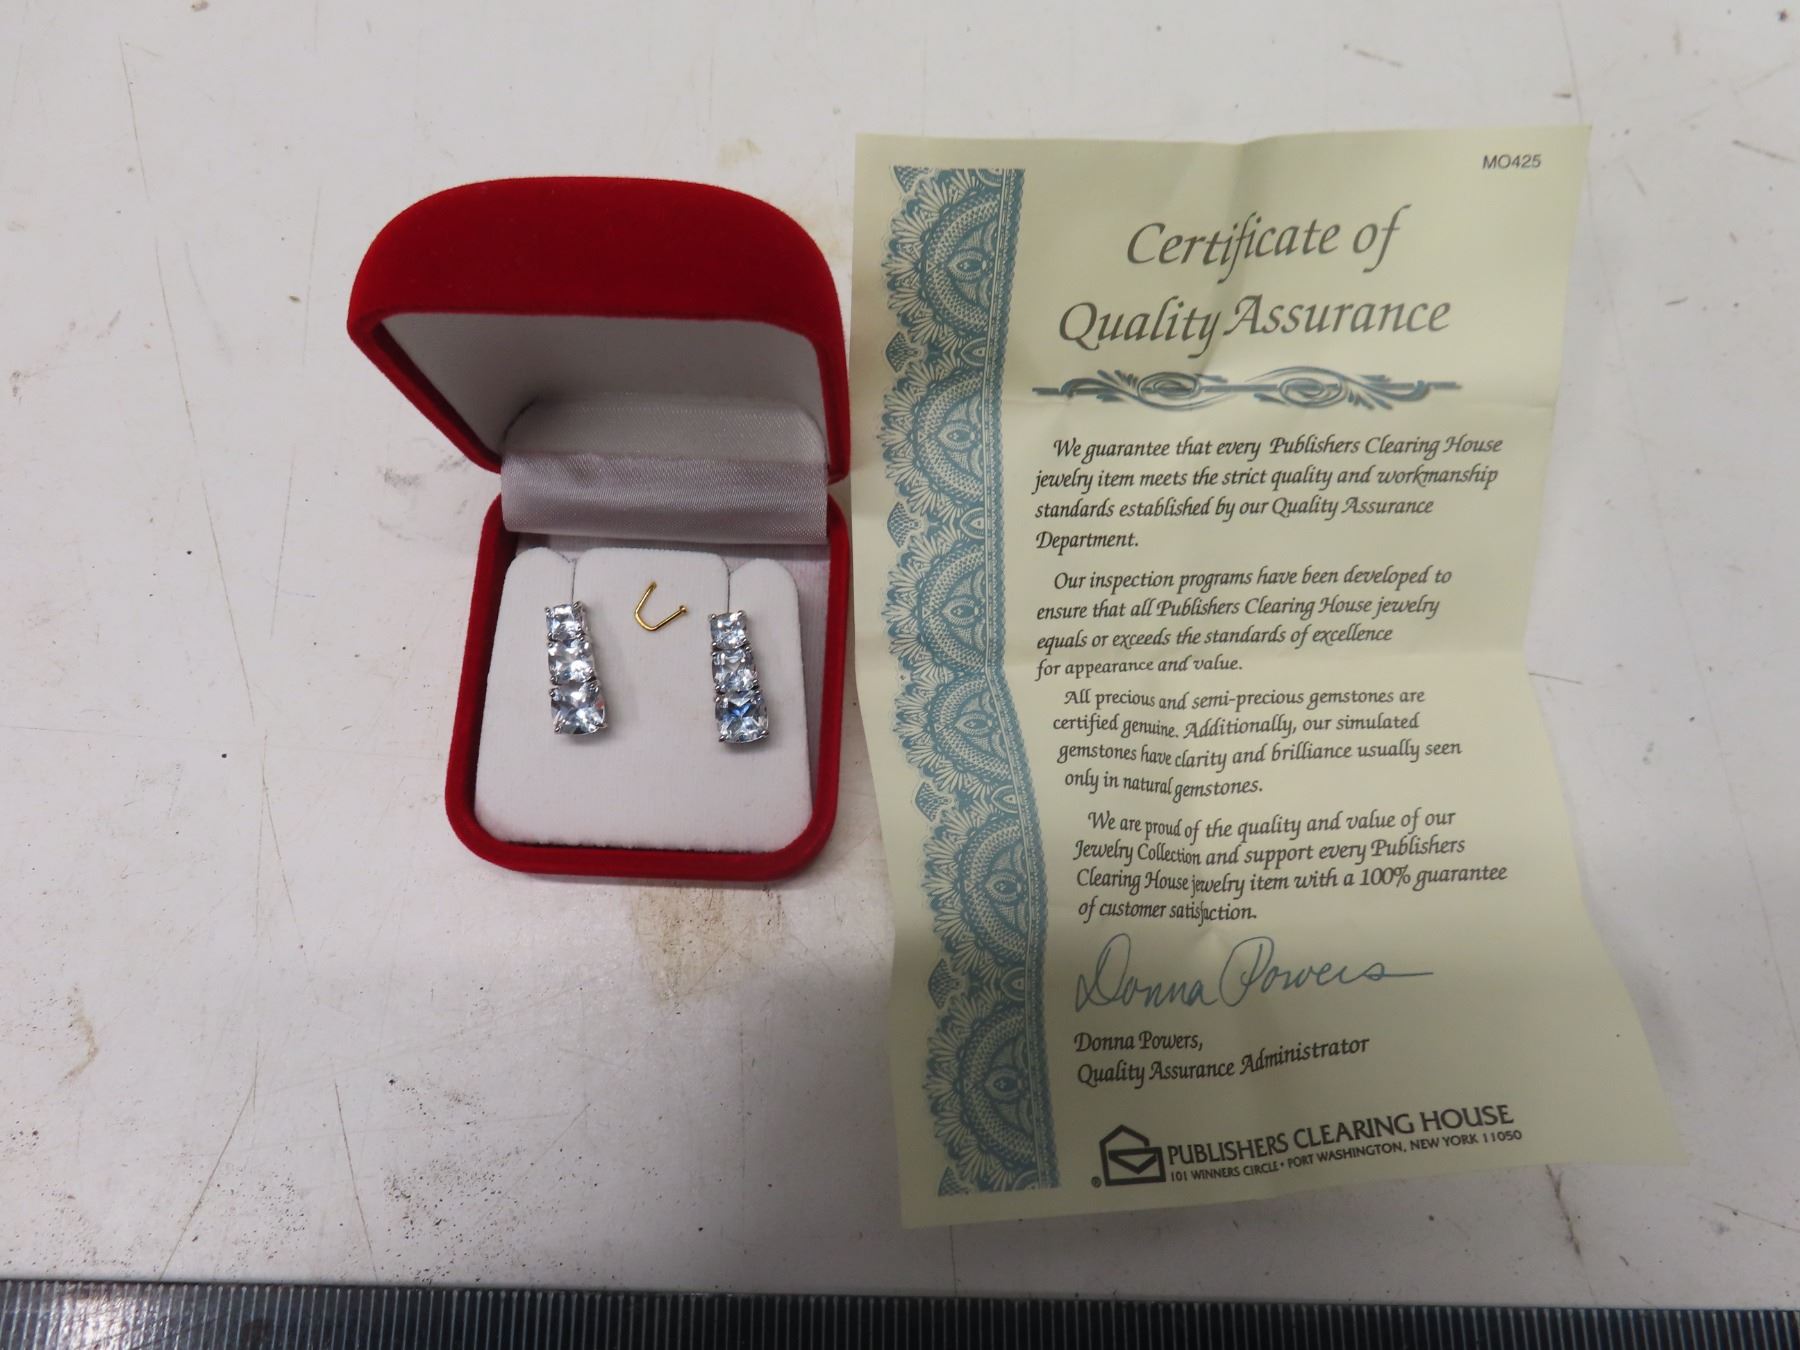 MO425
Certificate of
Quality Assurance
We guarantee that every Publishers Clearing House
jewelry item meets the strict quality and workmanship
standards established by our Quality Assurance
Department.
Our inspection programs have been developed to
ensure that all Publishers Clearing House jewelry
equals or exceeds the standards of excellence
for appearance and value.
All precious and semi-precious gemstones are
certified genuine. Additionally, our simulated
gemstones have clarity and brilliance usually seen
only in natural gemstones.
We are proud of the quality and value of our
Jewelry Collection and support every Publishers
Clearing House jewelry item with a 100% guarantee
of customer satisfaction.
Donna Powers
Donna Powers,
Quality Assurance Administrator
® PUBLISHERS CLEARING HOUSE
101 WINNERS CIRCLE • PORT WASHINGTON, NEW YORK 11050